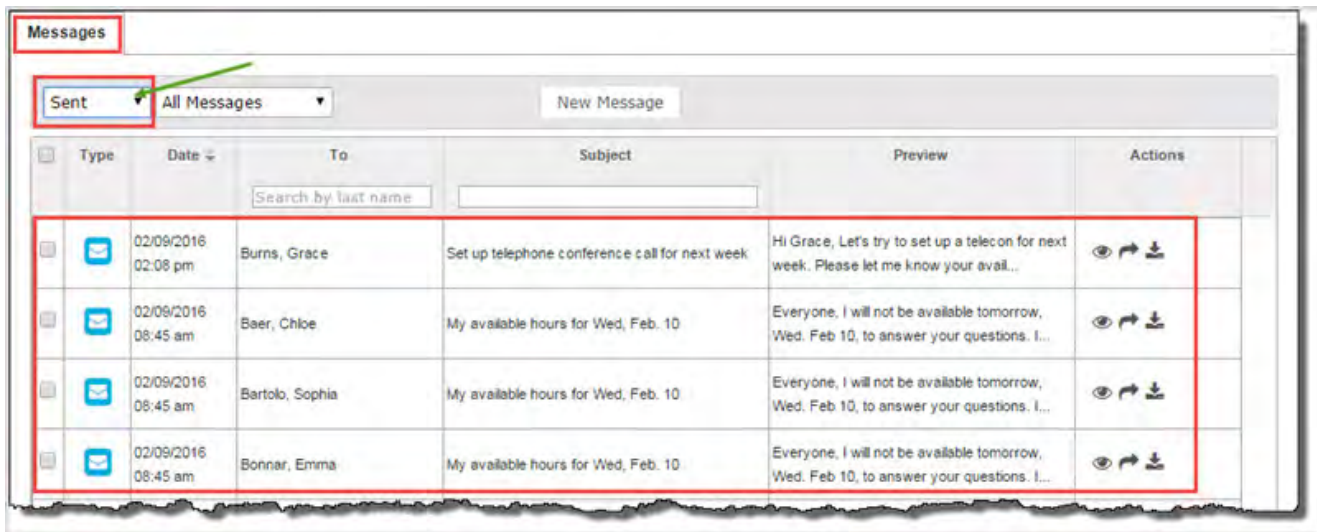 Messages
Sent All Messages New Message
Type Date To Subject Preview Actions
Search by last name
02/09/2016
02:08 pm
Burns, Grace
Set up telephone conference call for next week
Hi Grace, Let's try to set up a telecon for next
week. Please let me know your avail...
02/09/2016
08:45 am
Baer, Chloe
My available hours for Wed, Feb. 10
Everyone, I will not be available tomorrow,
Wed. Feb 10, to answer your questions. I...
02/09/2016
08:45 am
Bartolo, Sophia
My available hours for Wed, Feb. 10
Everyone, I will not be available tomorrow,
Wed. Feb 10, to answer your questions. I...
02/09/2016
08:45 am
Bonnar, Emma
My available hours for Wed, Feb. 10
Everyone, I will not be available tomorrow,
Wed. Feb 10, to answer your questions. I...